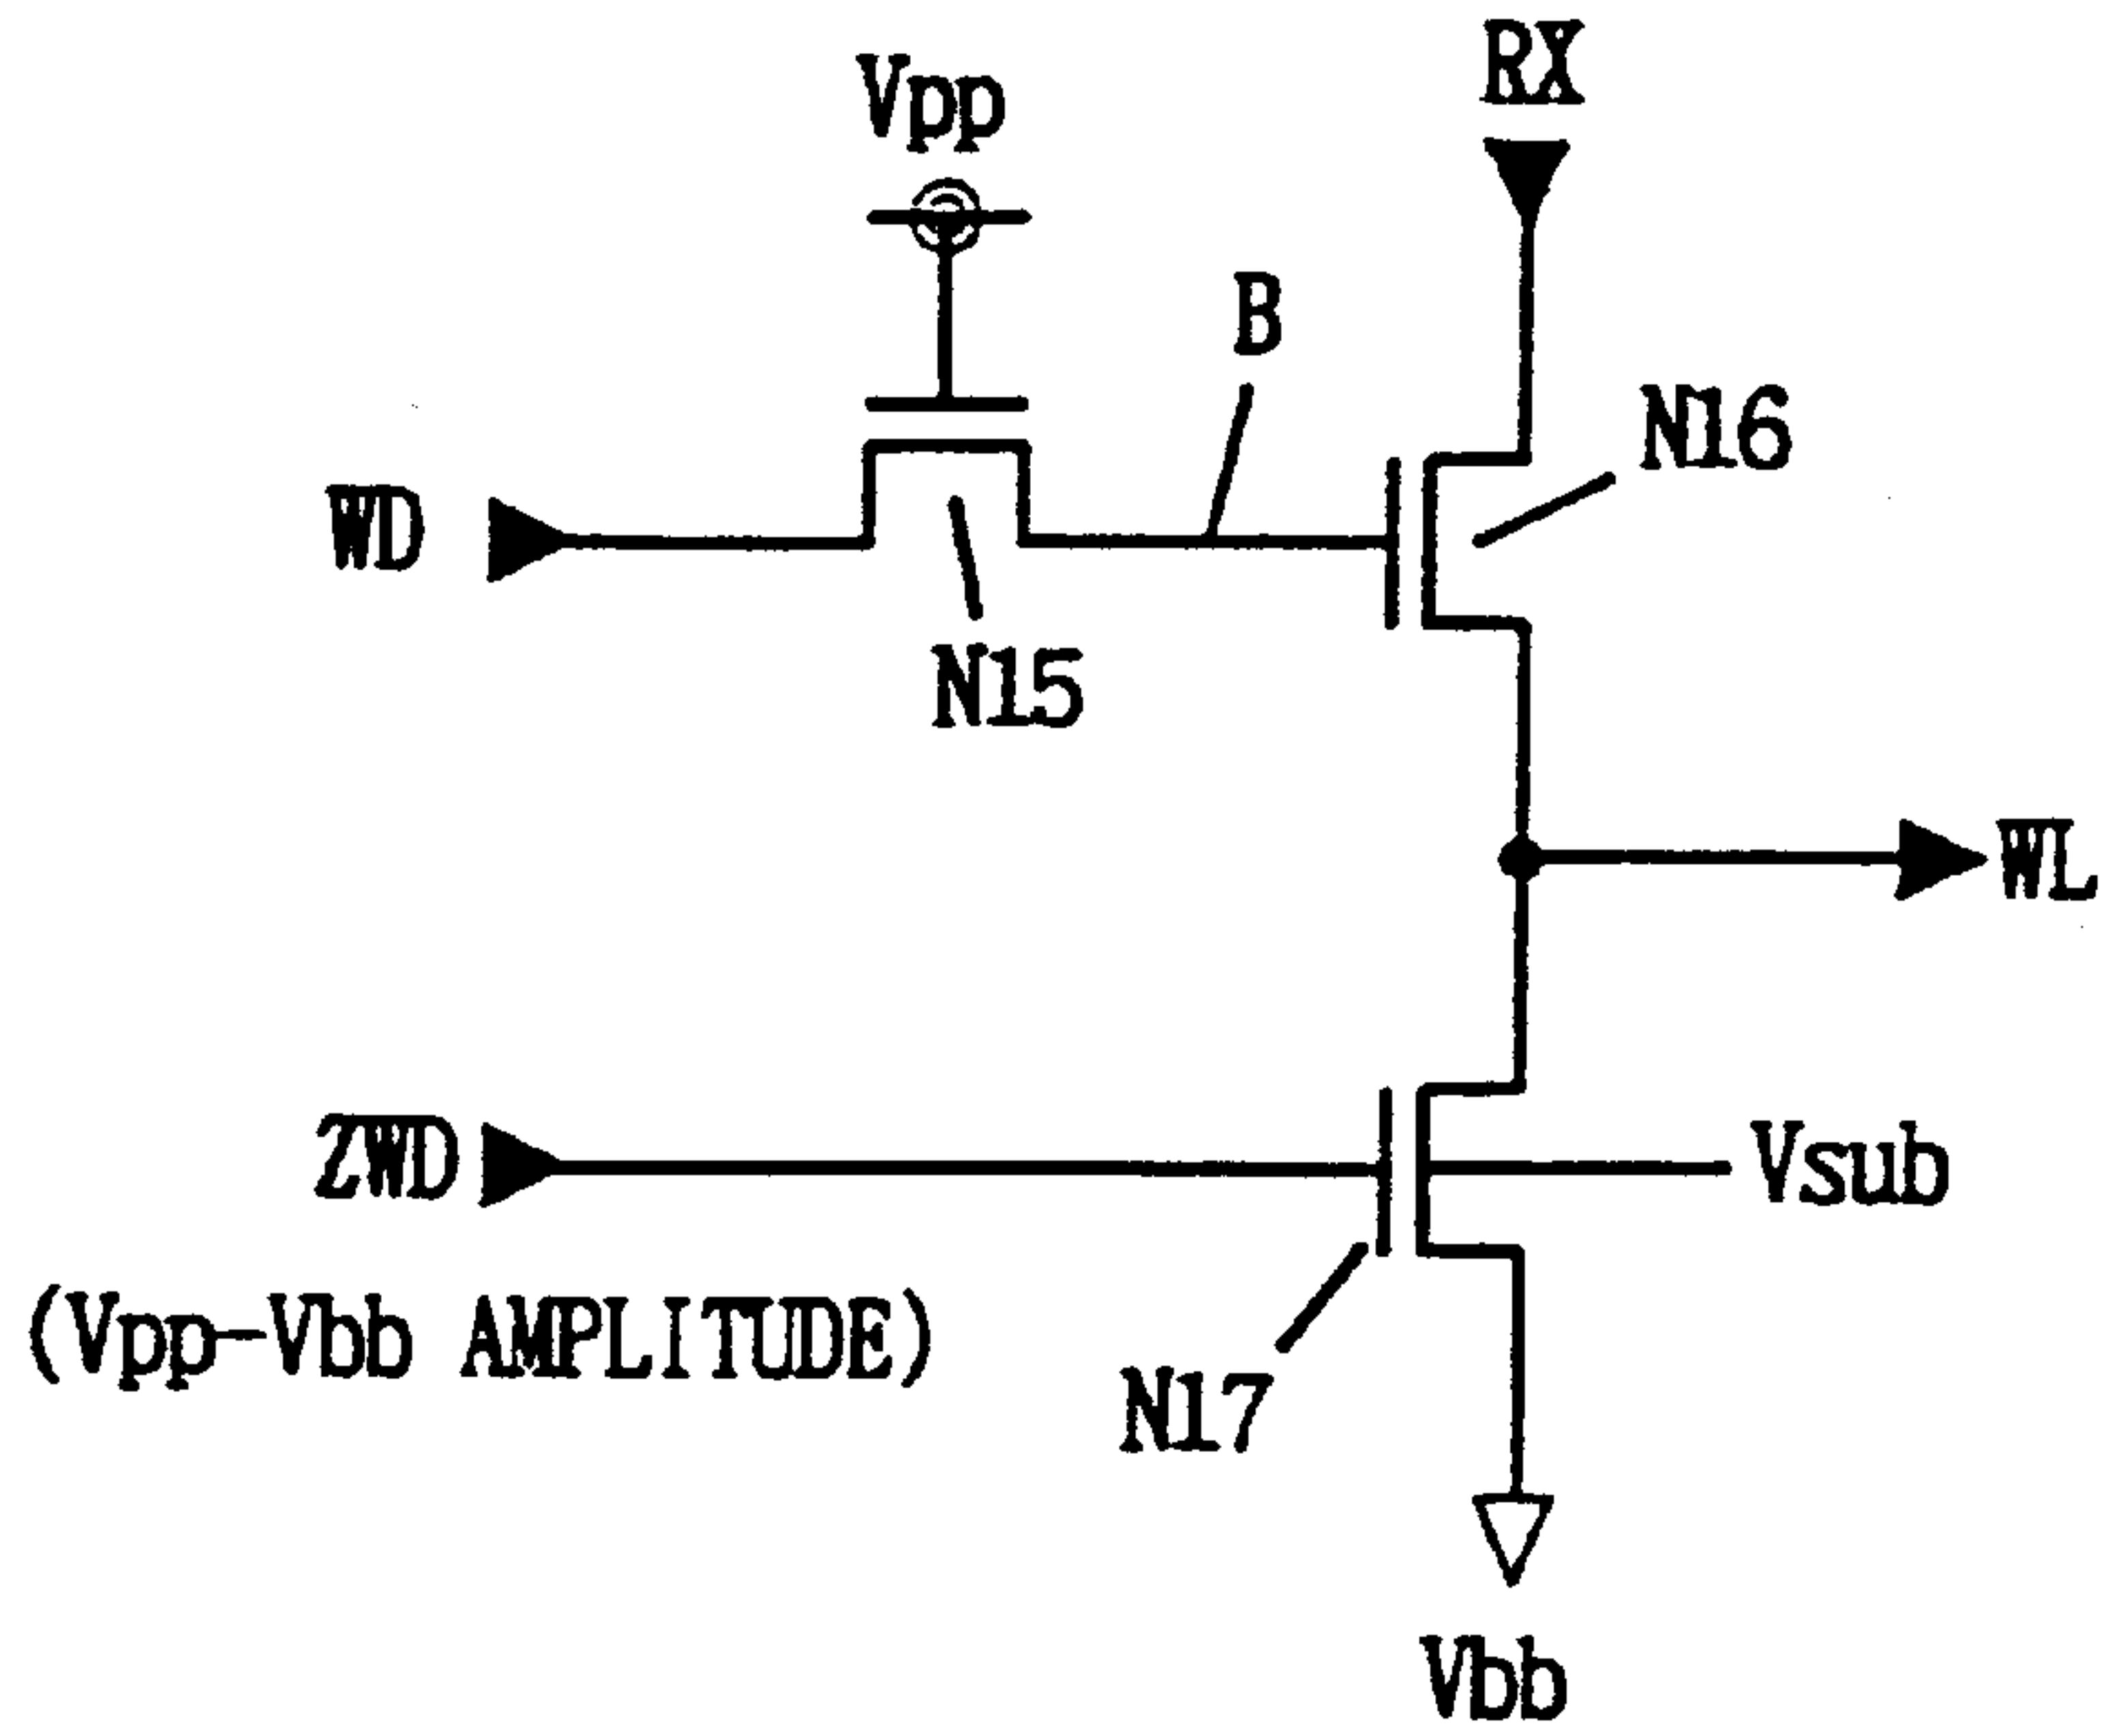 RX
Vpp
B
N16
WD
N15
WL
ZWD
Vsub
(Vpp-Vbb AMPLITUDE)
N17
Vbb